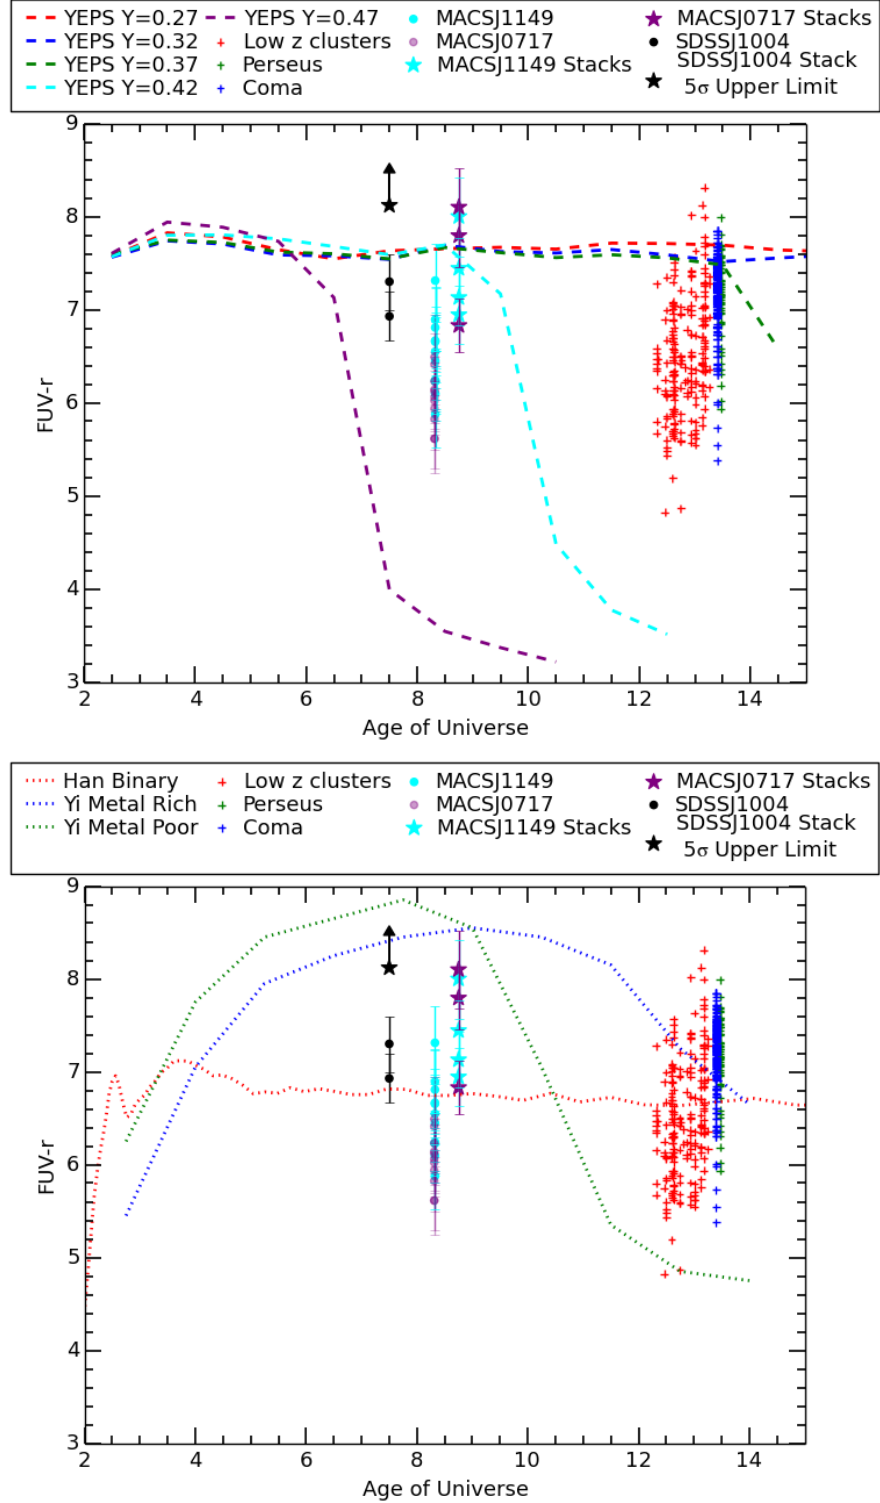 YEPS Y=0.27 YEPS Y=0.47 MACSJ1149 MACSJ0717 Stacks
YEPS Y=0.32 Low z clusters MACSJ0717 SDSSJ1004
YEPS Y=0.37 Perseus MACSJ1149 Stacks SDSSJ1004 Stack
YEPS Y=0.42 Coma 5σ Upper Limit
9
8
7
6
5
4
3
FUV-r
2 4 6 8 10 12 14
Age of Universe
Han Binary Low z clusters MACSJ1149 MACSJ0717 Stacks
Yi Metal Rich Perseus MACSJ0717 SDSSJ1004
Yi Metal Poor Coma MACSJ1149 Stacks SDSSJ1004 Stack
5σ Upper Limit
9
8
7
6
5
4
3
FUV-r
2 4 6 8 10 12 14
Age of Universe